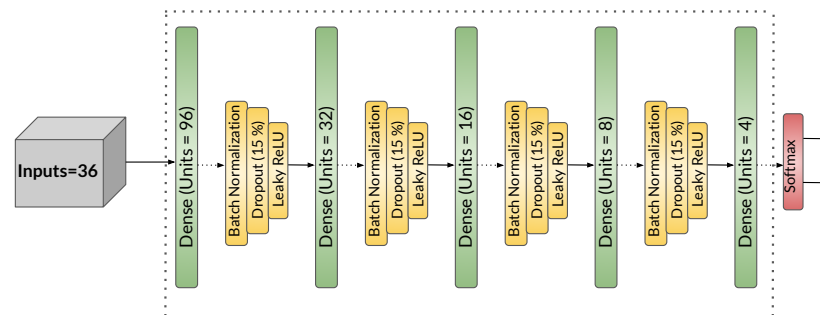 Inputs=36
Dense (Units = 96)
Batch Normalization
Dropout (15 %)
Leaky ReLU
Dense (Units = 32)
Batch Normalization
Dropout (15 %)
Leaky ReLU
Dense (Units = 16)
Batch Normalization
Dropout (15 %)
Leaky ReLU
Dense (Units = 8)
Batch Normalization
Dropout (15 %)
Leaky ReLU
Dense (Units = 4)
Softmax